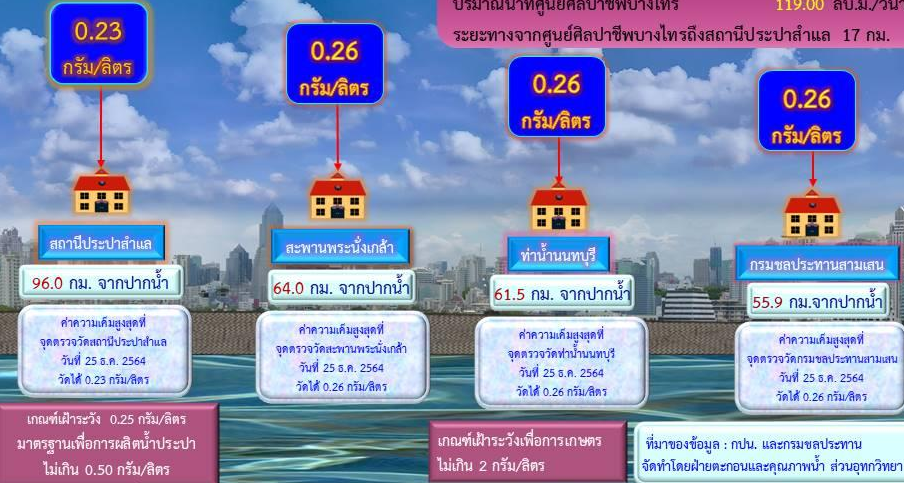 ปริมาณน้ำที่ศูนย์ศิลปาชีพบางไทร 119.00 ลบ.ม./วินา
ระยะทางจากศูนย์ศิลปาชีพบางไทรถึงสถานีประปาสำแล 17 กม.
0.23
กรัม/ลิตร
0.26
กรัม/ลิตร
0.26
กรัม/ลิตร
0.26
กรัม/ลิตร
สถานีประปาสำแล
สะพานพระนั่งเกล้า
ท่าน้ำนนทบุรี
กรมชลประทานสามเสน
96.0 กม. จากปากน้ำ
64.0 กม. จากปากน้ำ
61.5 กม. จากปากน้ำ
55.9 กม.จากปากน้ำ
ค่าความเค็มสูงสุดที่
จุดตรวจวัดสถานีประปาสำแล
วันที่ 25 ธ.ค. 2564
วัดได้ 0.23 กรัม/ลิตร
ค่าความเค็มสูงสุดที่
จุดตรวจวัดสะพานพระนั่งเกล้า
วันที่ 25 ธ.ค. 2564
วัดได้ 0.26 กรัม/ลิตร
ค่าความเค็มสูงสุดที่
จุดตรวจวัดท่าน้ำนนทบุรี
วันที่ 25 ธ.ค. 2564
วัดได้ 0.26 กรัม/ลิตร
ค่าความเค็มสูงสุดที่
จุดตรวจวัดกรมชลประทานสามเสน
วันที่ 25 ธ.ค. 2564
วัดได้ 0.26 กรัม/ลิตร
เกณฑ์เฝ้าระวัง 0.25 กรัม/ลิตร
มาตรฐานเพื่อการผลิตน้ำประปา
ไม่เกิน 0.50 กรัม/ลิตร
เกณฑ์เฝ้าระวังเพื่อการเกษตร
ไม่เกิน 2 กรัม/ลิตร
ที่มาของข้อมูล : กปน. และกรมชลประทาน
จัดทำโดยฝ่ายตะกอนและคุณภาพน้ำ ส่วนอุทกวิทยา